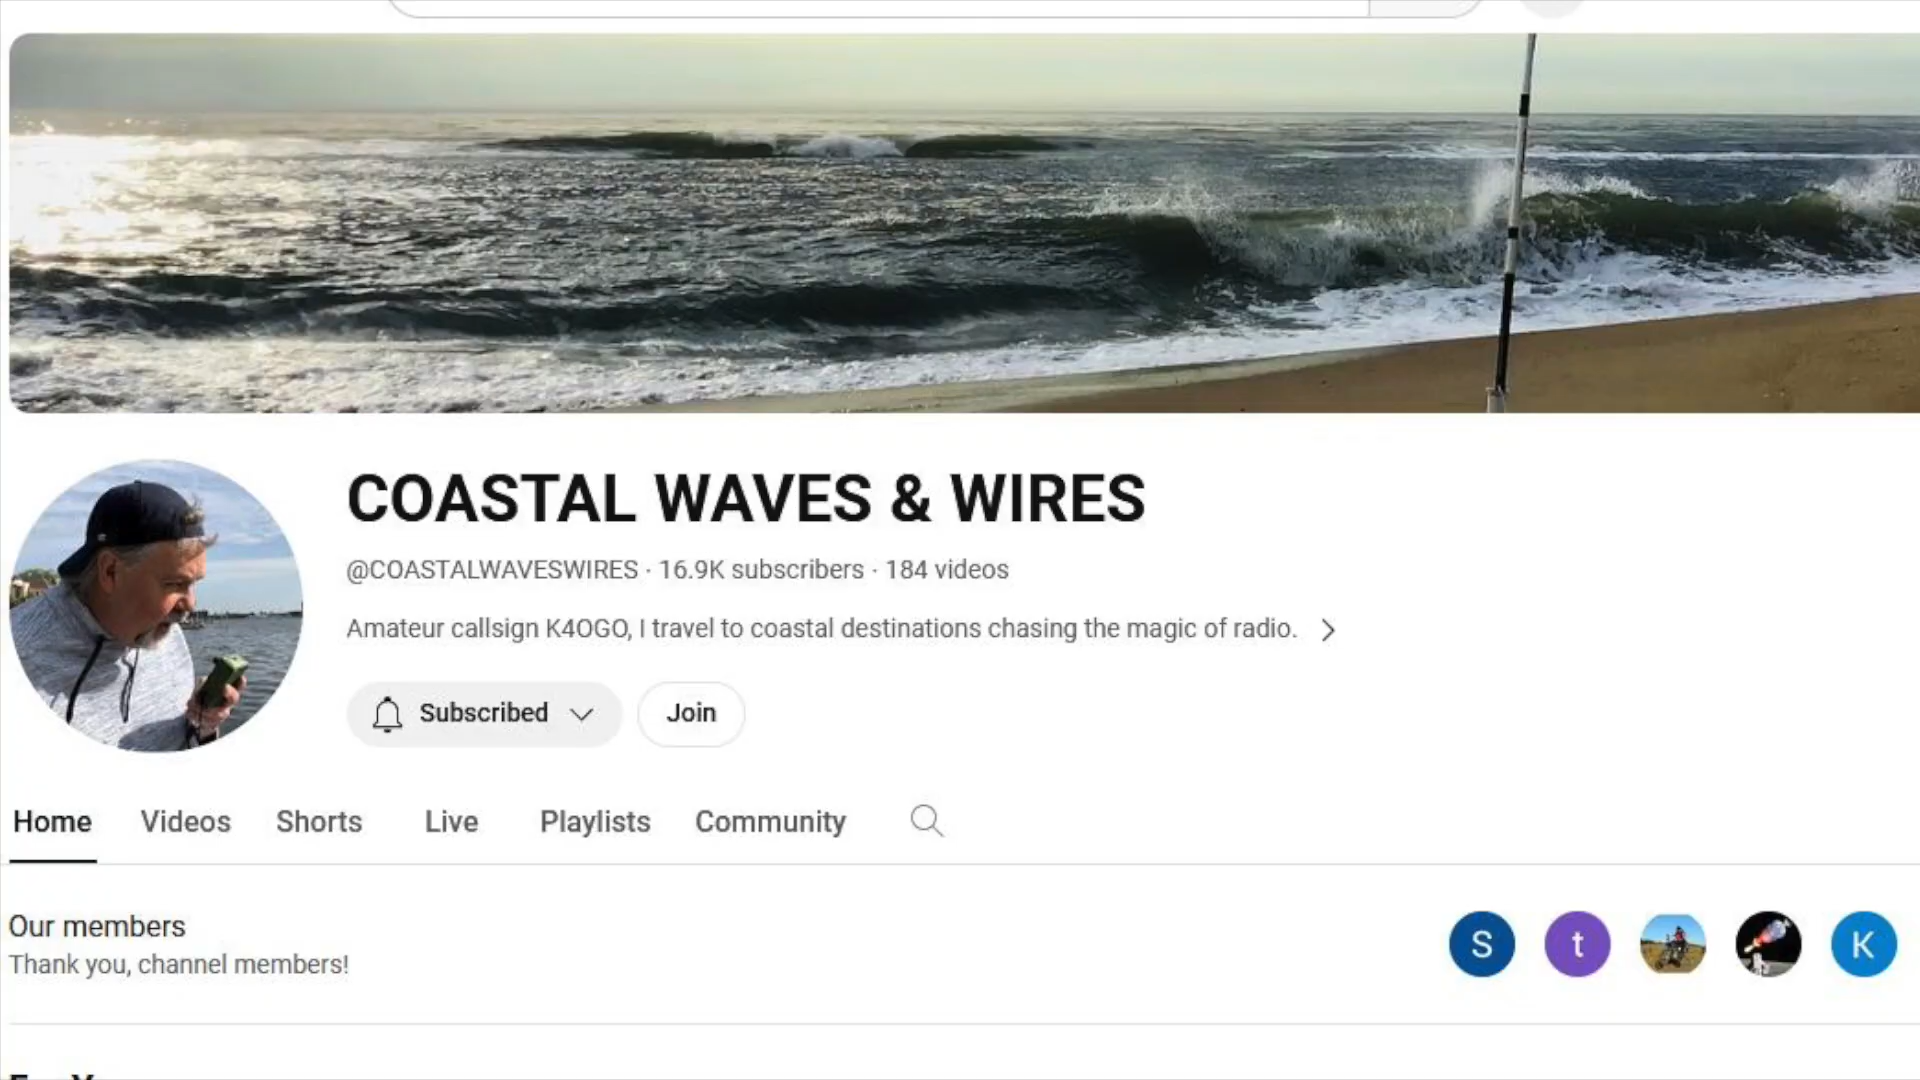 COASTAL WAVES & WIRES
@COASTALWAVESWIRES · 16.9K subscribers · 184 videos
Amateur callsign K4OGO, I travel to coastal destinations chasing the magic of radio.
Subscribed
Join
Home Videos Shorts Live Playlists Community
Our members
Thank you, channel members!
S t K